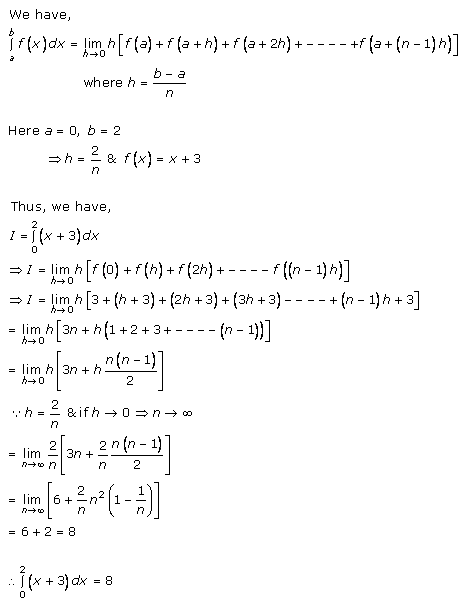 We have,
∫ₐᵇ f(x)dx = lim_{h→0} h[f(a)+f(a+h)+f(a+2h)+----+f(a+(n−1)h)]
where h = (b−a)/n
Here a = 0, b = 2
⇒ h = 2/n & f(x) = x+3
Thus, we have,
I = ∫₀²(x+3)dx
⇒ I = lim_{h→0} h[f(0)+f(h)+f(2h)+----f((n−1)h)]
⇒ I = lim_{h→0} h[3+(h+3)+(2h+3)+(3h+3)----+(n−1)h+3]
= lim_{h→0} h[3n+h(1+2+3+----(n−1))]
= lim_{h→0} h[3n+h n(n−1)/2]
∵ h = 2/n & if h → 0 ⇒ n → ∞
= lim_{n→∞} 2/n[3n+2/n n(n−1)/2]
= lim_{n→∞}[6+2/n n²(1−1/n)]
= 6+2 = 8
∴ ∫₀²(x+3)dx = 8